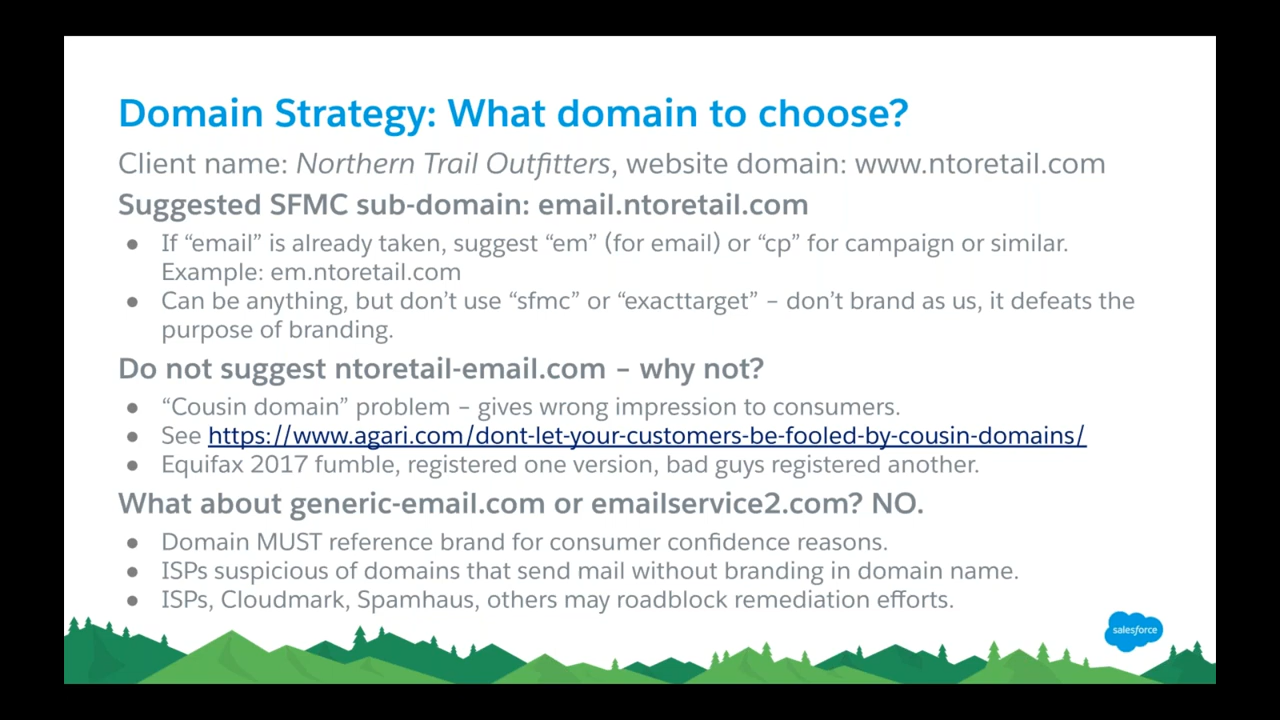 Domain Strategy: What domain to choose?
Client name: Northern Trail Outfitters, website domain: www.ntoretail.com
Suggested SFMC sub-domain: email.ntoretail.com
● If “email” is already taken, suggest “em” (for email) or “cp” for campaign or similar.
Example: em.ntoretail.com
● Can be anything, but don’t use “sfmc” or “exacttarget” – don’t brand as us, it defeats the
purpose of branding.
Do not suggest ntoretail-email.com – why not?
● “Cousin domain” problem – gives wrong impression to consumers.
● See https://www.agari.com/dont-let-your-customers-be-fooled-by-cousin-domains/
● Equifax 2017 fumble, registered one version, bad guys registered another.
What about generic-email.com or emailservice2.com? NO.
● Domain MUST reference brand for consumer confidence reasons.
● ISPs suspicious of domains that send mail without branding in domain name.
● ISPs, Cloudmark, Spamhaus, others may roadblock remediation efforts.
salesforce